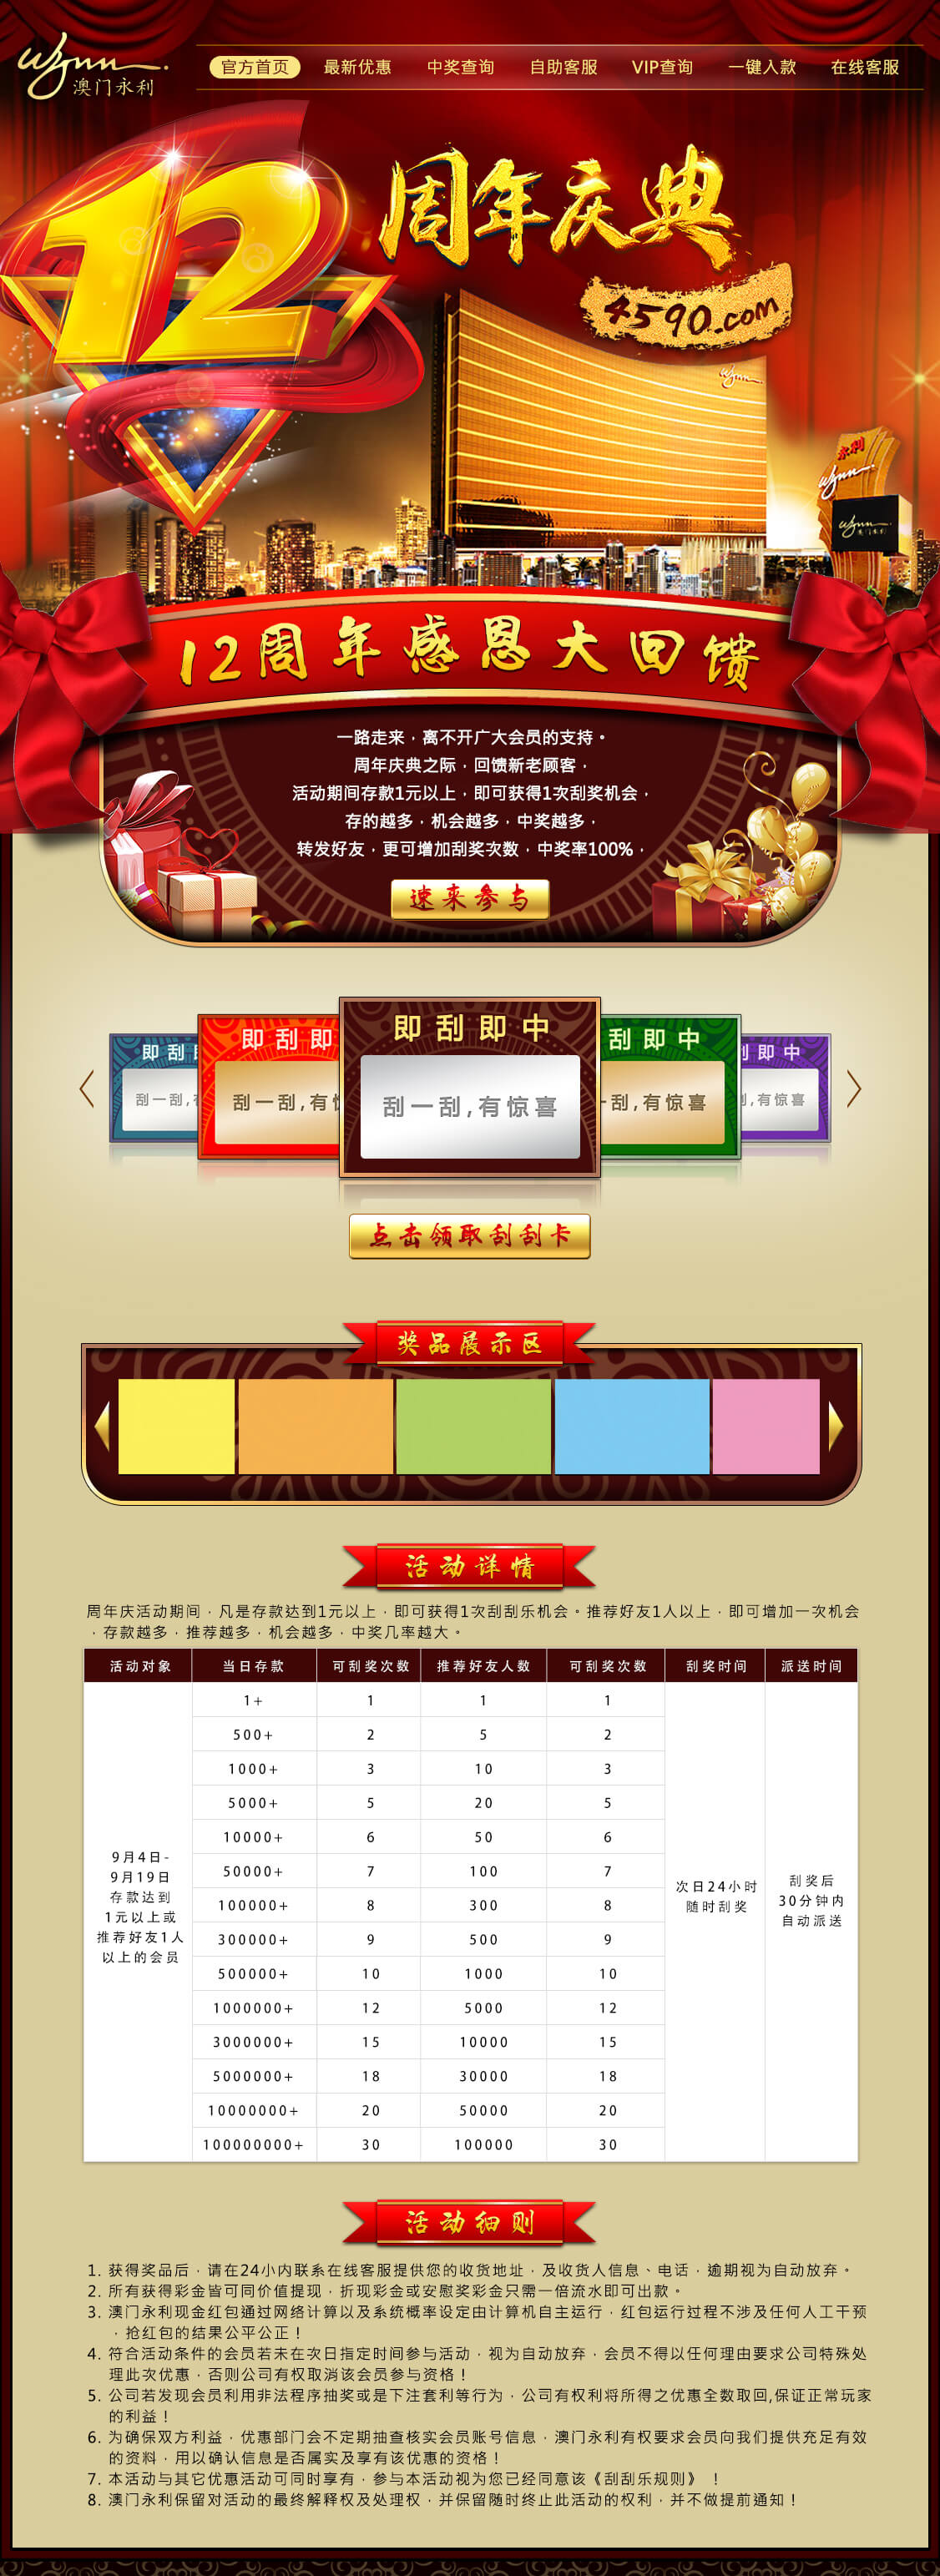 Wynn
澳门永利
官方首页 最新优惠 中奖查询 自助客服 VIP查询 一键入款 在线客服
12
周年庆典
4590.com
wynn
永利
wynn
wynn
澳门永利
12周年感恩大回馈
一路走来，离不开广大会员的支持。
周年庆典之际，回馈新老顾客，
活动期间存款1元以上，即可获得1次刮奖机会，
存的越多，机会越多，中奖越多，
转发好友，更可增加刮奖次数，中奖率100%，
速来参与
即刮 即刮即 即刮即中 刮即中 即中
刮一刮, 刮一刮,有 刮一刮,有惊喜 刮,有惊喜 ,有惊喜
点击领取刮刮卡
奖品展示区
活动详情
周年庆活动期间，凡是存款达到1元以上，即可获得1次刮刮乐机会。推荐好友1人以上，即可增加一次机会
，存款越多，推荐越多，机会越多，中奖几率越大。
活动对象 当日存款 可刮奖次数 推荐好友人数 可刮奖次数 刮奖时间 派送时间
1+ 1 1 1
500+ 2 5 2
1000+ 3 10 3
5000+ 5 20 5
10000+ 6 50 6
50000+ 7 100 7
100000+ 8 300 8
300000+ 9 500 9
500000+ 10 1000 10
1000000+ 12 5000 12
3000000+ 15 10000 15
5000000+ 18 30000 18
10000000+ 20 50000 20
100000000+ 30 100000 30
9月4日-
9月19日
存款达到
1元以上或
推荐好友1人
以上的会员
次日24小时
随时刮奖
刮奖后
30分钟内
自动派送
活动细则
1. 获得奖品后，请在24小内联系在线客服提供您的收货地址，及收货人信息、电话，逾期视为自动放弃。
2. 所有获得彩金皆可同价值提现，折现彩金或安慰奖彩金只需一倍流水即可出款。
3. 澳门永利现金红包通过网络计算以及系统概率设定由计算机自主运行，红包运行过程不涉及任何人工干预
，抢红包的结果公平公正！
4. 符合活动条件的会员若未在次日指定时间参与活动，视为自动放弃，会员不得以任何理由要求公司特殊处
理此次优惠，否则公司有权取消该会员参与资格！
5. 公司若发现会员利用非法程序抽奖或是下注套利等行为，公司有权利将所得之优惠全数取回,保证正常玩家
的利益！
6. 为确保双方利益，优惠部门会不定期抽查核实会员账号信息，澳门永利有权要求会员向我们提供充足有效
的资料，用以确认信息是否属实及享有该优惠的资格！
7. 本活动与其它优惠活动可同时享有，参与本活动视为您已经同意该《刮刮乐规则》 ！
8. 澳门永利保留对活动的最终解释权及处理权，并保留随时终止此活动的权利，并不做提前通知！